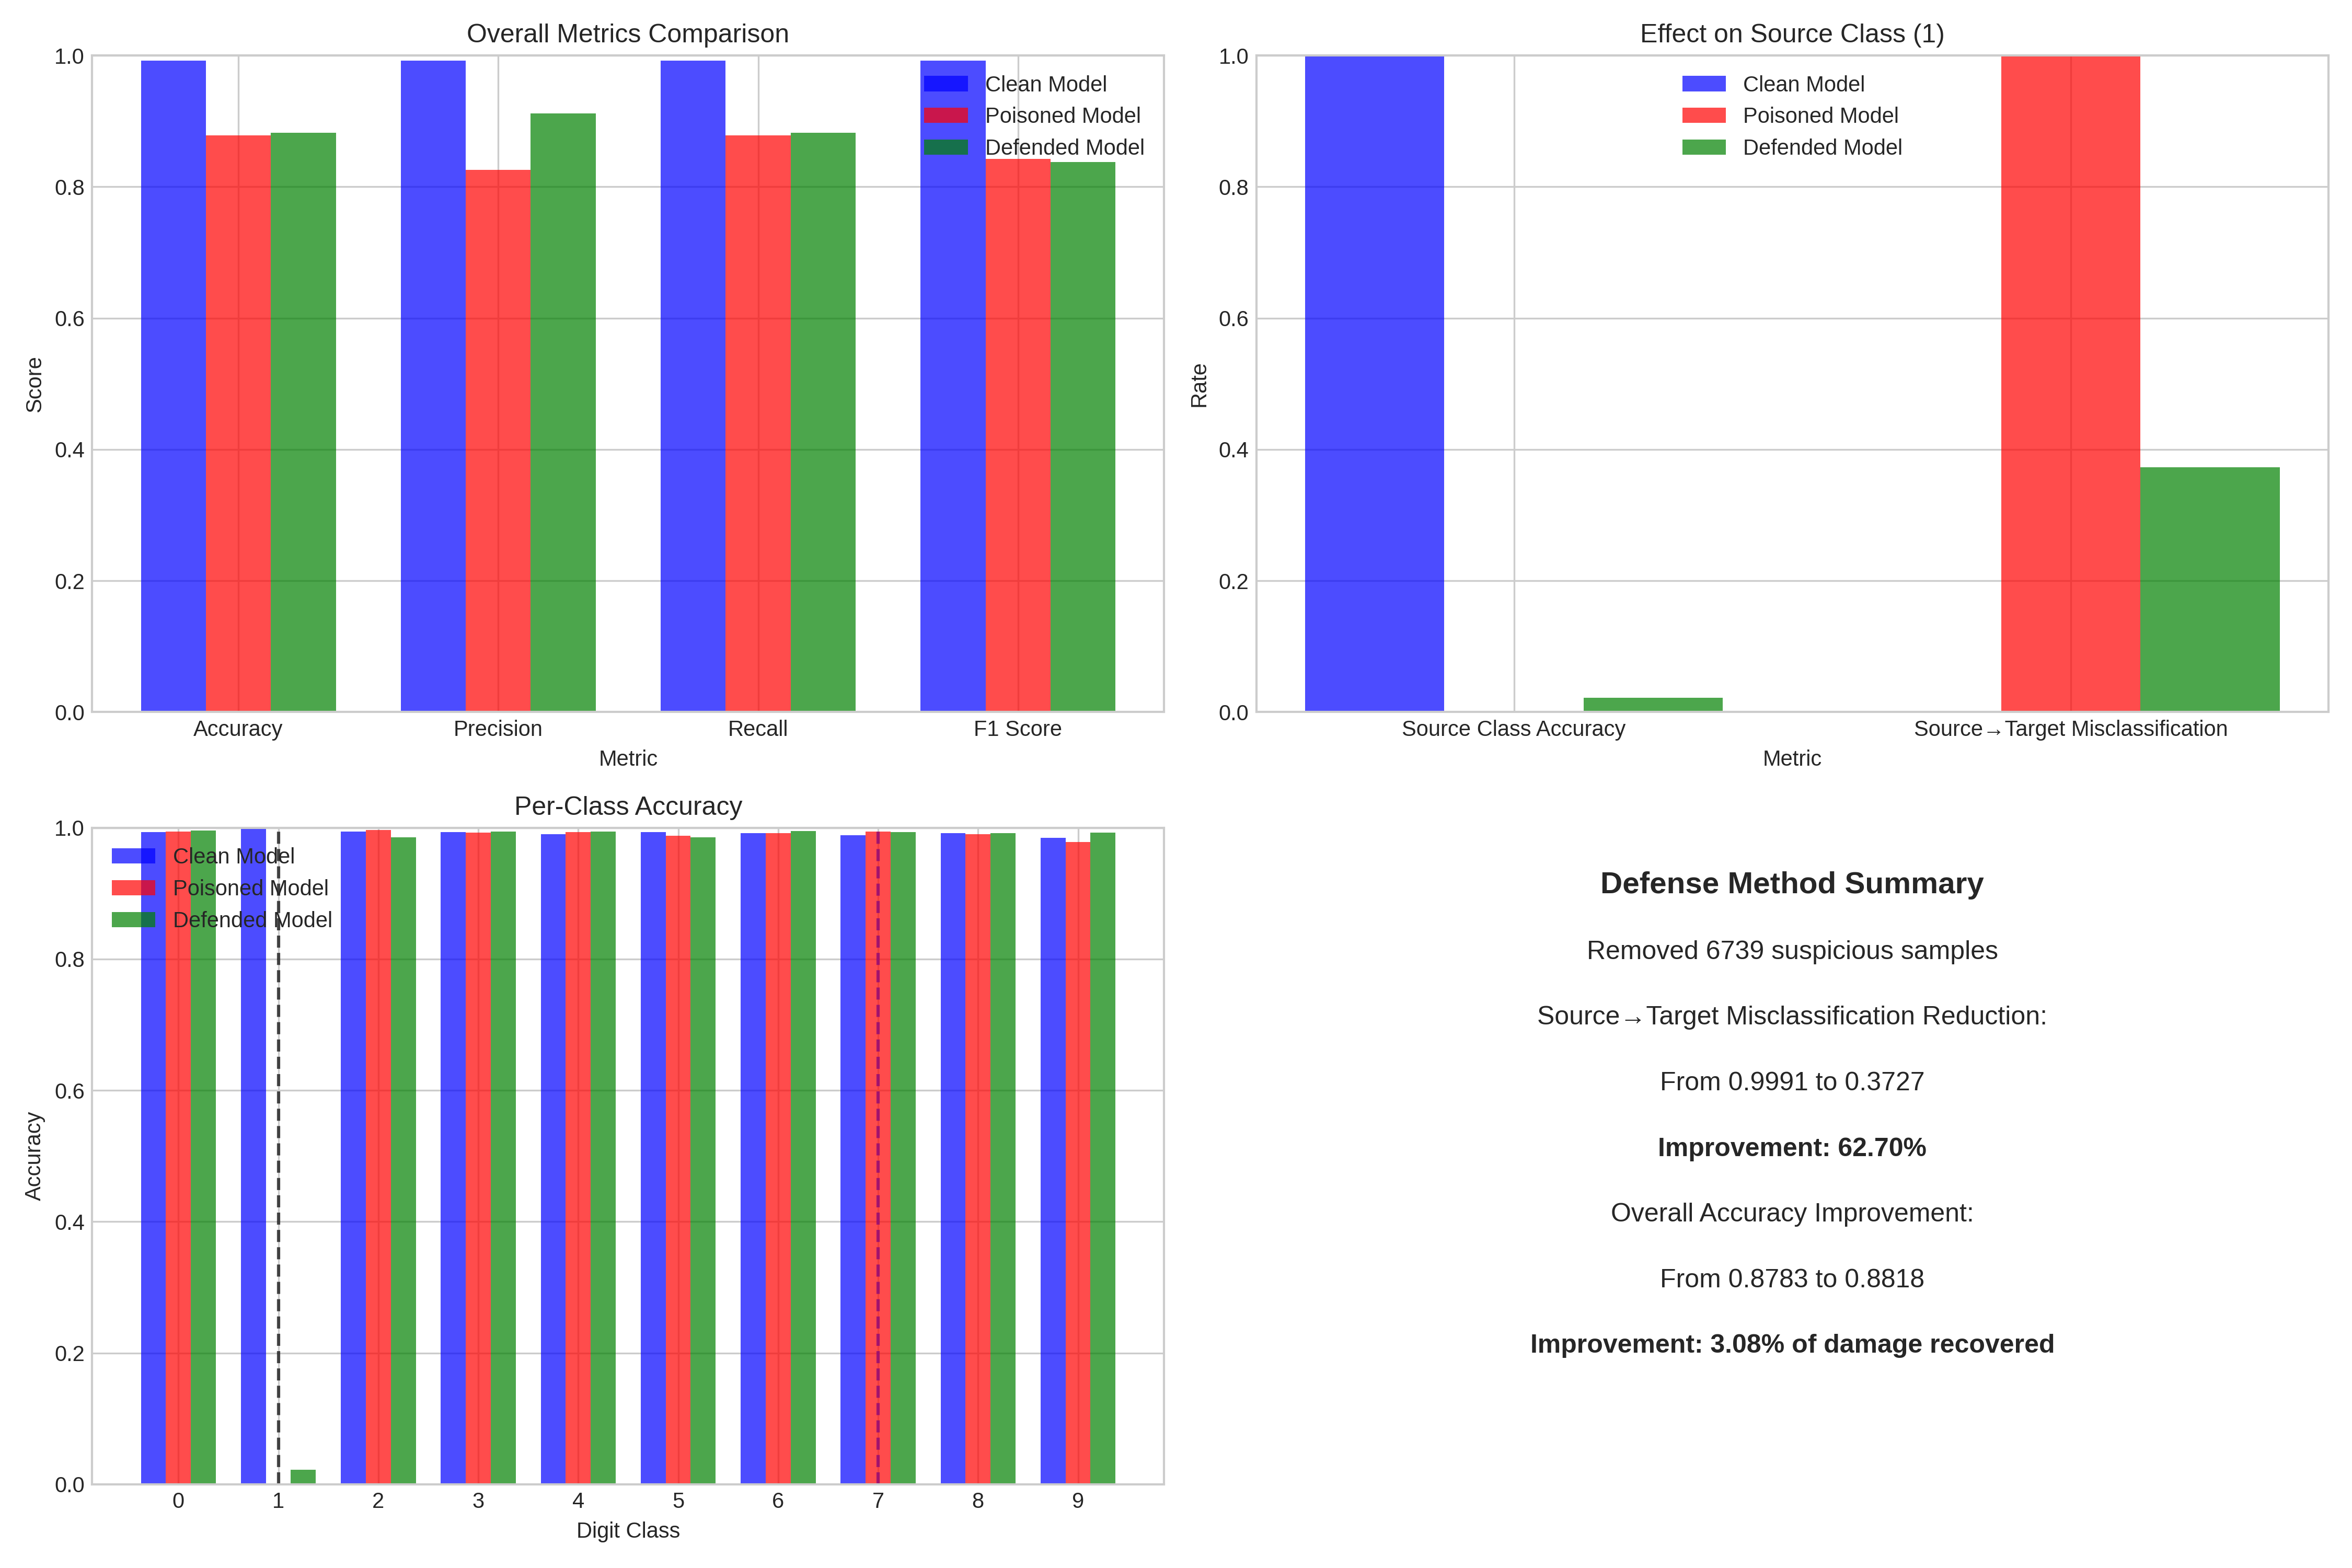 Overall Metrics Comparison
1.0
0.8
0.6
0.4
0.2
0.0
Score
Clean Model
Poisoned Model
Defended Model
Accuracy Precision Recall F1 Score
Metric
Effect on Source Class (1)
1.0
0.8
0.6
0.4
0.2
0.0
Rate
Clean Model
Poisoned Model
Defended Model
Source Class Accuracy Source→Target Misclassification
Metric
Per-Class Accuracy
1.0
0.8
0.6
0.4
0.2
0.0
Accuracy
Clean Model
Poisoned Model
Defended Model
0 1 2 3 4 5 6 7 8 9
Digit Class
Defense Method Summary
Removed 6739 suspicious samples
Source→Target Misclassification Reduction:
From 0.9991 to 0.3727
Improvement: 62.70%
Overall Accuracy Improvement:
From 0.8783 to 0.8818
Improvement: 3.08% of damage recovered